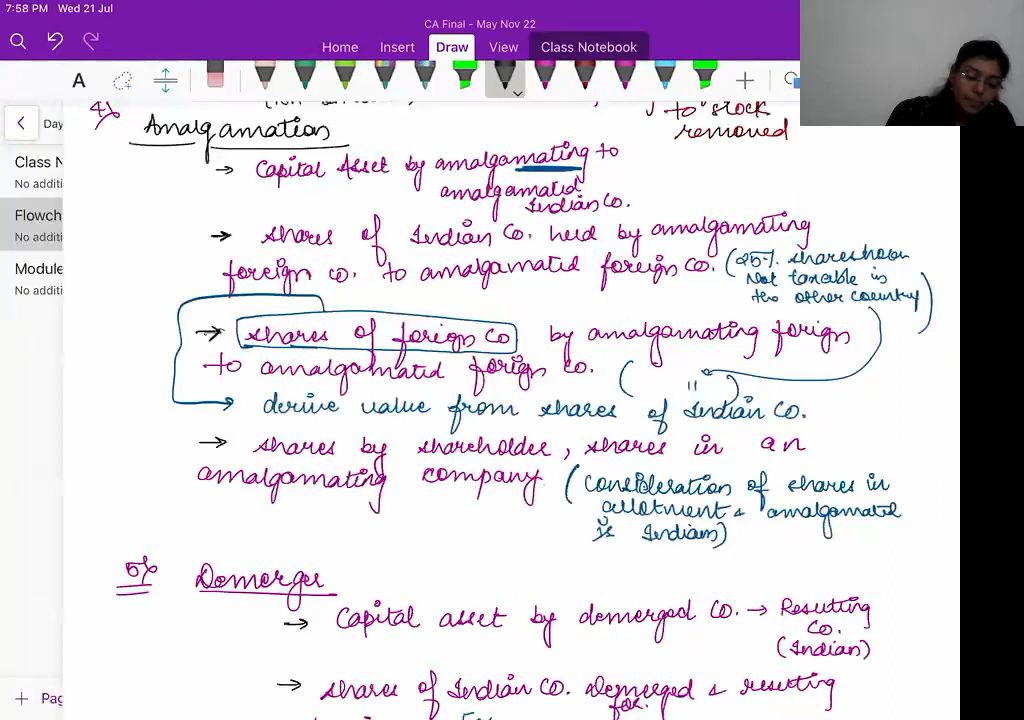 7:58 PM Wed 21 Jul
CA Final - May Nov 22
Home Insert Draw View Class Notebook
A
Day
Class N
No additi
Flowch
No additi
Module
No additi
+ Pag
4)
to stock
removed
Amalgamation
→ Capital Asset by amalgamating to
amalgamated
Indian Co.
→ shares of Indian Co. held by amalgamating
foreign co. to amalgamated foreign co. (25% shareshown
Not taxable is
the other country)
→ shares of foreign Co by amalgamating forign
to amalgamated foreign co. ( " )
→ derive value from shares of Indian Co.
→ shares by shareholder, shares in an
amalgamating company (consideration of shares in
allotment & amalgamated
is Indian)
5) Demerger
→ Capital asset by demerged Co. → Resulting
Co.
(Indian)
→ shares of Indian Co. Demerged & resulting
for.